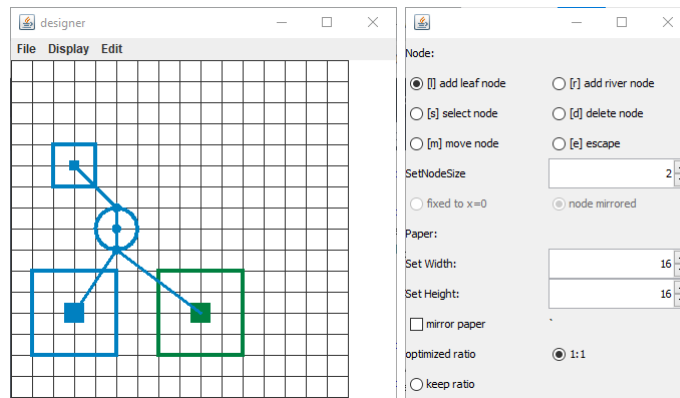 designer
File Display Edit
Node:
[l] add leaf node
[r] add river node
[s] select node
[d] delete node
[m] move node
[e] escape
SetNodeSize
2
fixed to x=0
node mirrored
Paper:
Set Width:
16
Set Height:
16
mirror paper
`
optimized ratio
1:1
keep ratio